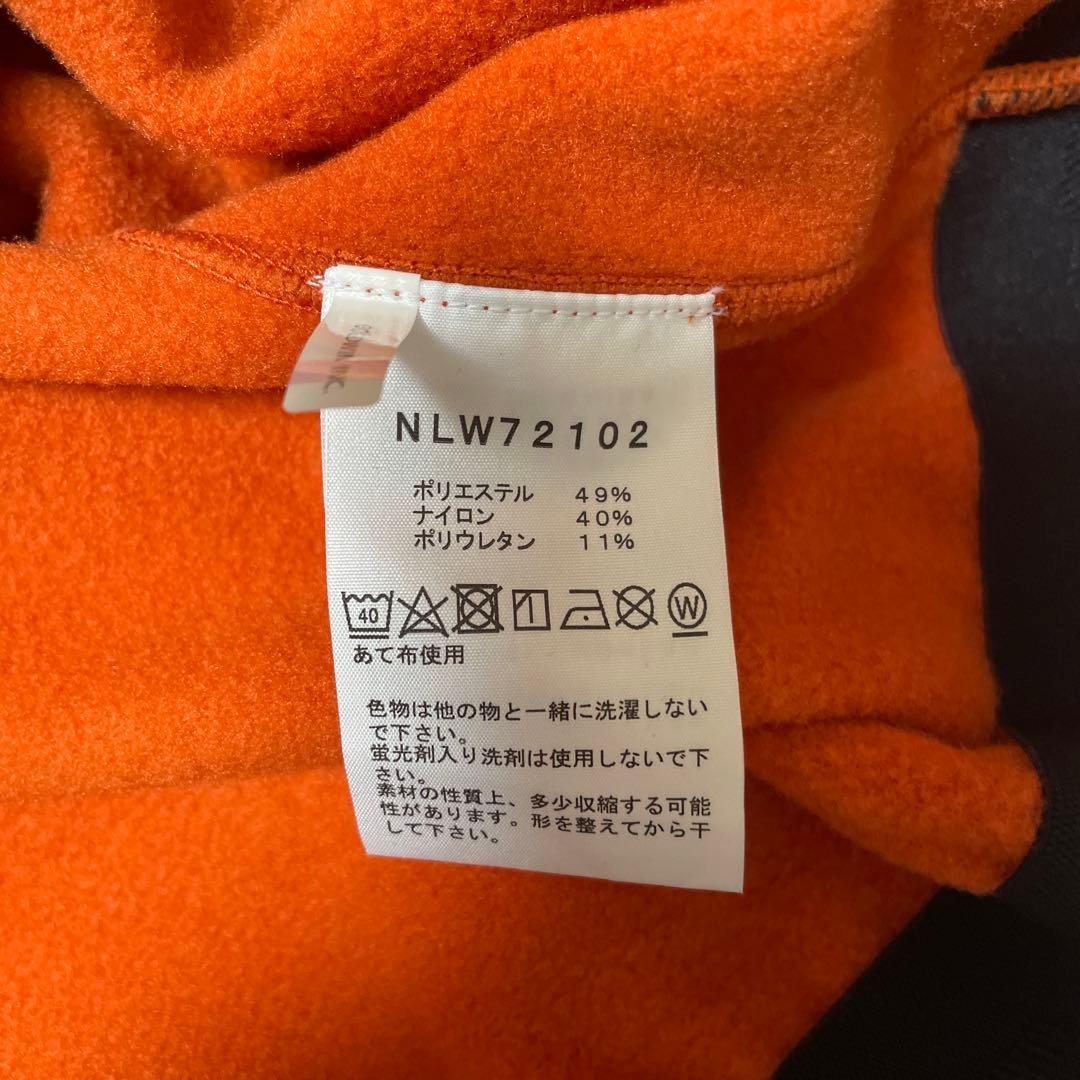 GOLDWIN INC.
NLW72102
ポリエステル 49%
ナイロン 40%
ポリウレタン 11%
40 W
あて布使用
色物は他の物と一緒に洗濯しない
で下さい。
蛍光剤入り洗剤は使用しないで下
さい。
素材の性質上、多少収縮する可能
性があります。形を整えてから干
して下さい。